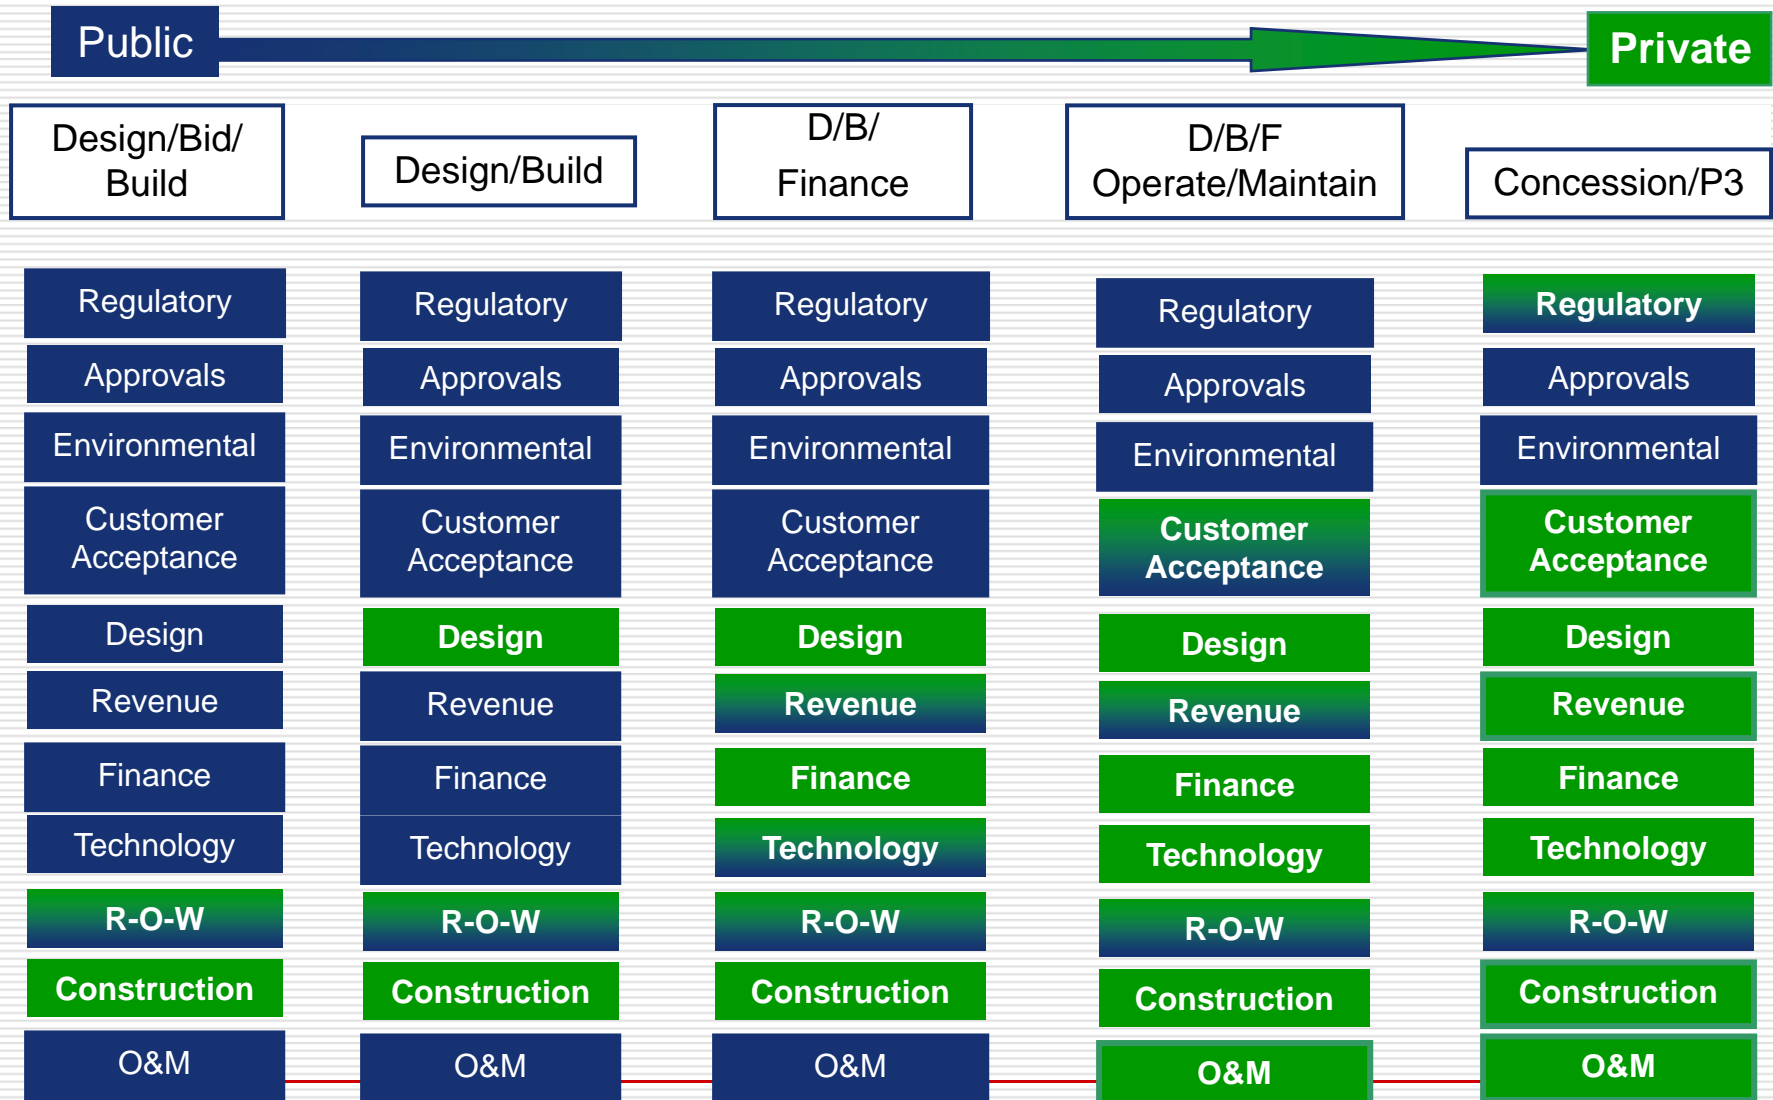 Public
Private
Design/Bid/
Build
Design/Build
D/B/
Finance
D/B/F
Operate/Maintain
Concession/P3
Regulatory
Approvals
Environmental
Customer
Acceptance
Design
Revenue
Finance
Technology
R-O-W
Construction
O&M
Regulatory
Approvals
Environmental
Customer
Acceptance
Design
Revenue
Finance
Technology
R-O-W
Construction
O&M
Regulatory
Approvals
Environmental
Customer
Acceptance
Design
Revenue
Finance
Technology
R-O-W
Construction
O&M
Regulatory
Approvals
Environmental
Customer
Acceptance
Design
Revenue
Finance
Technology
R-O-W
Construction
O&M
Regulatory
Approvals
Environmental
Customer
Acceptance
Design
Revenue
Finance
Technology
R-O-W
Construction
O&M